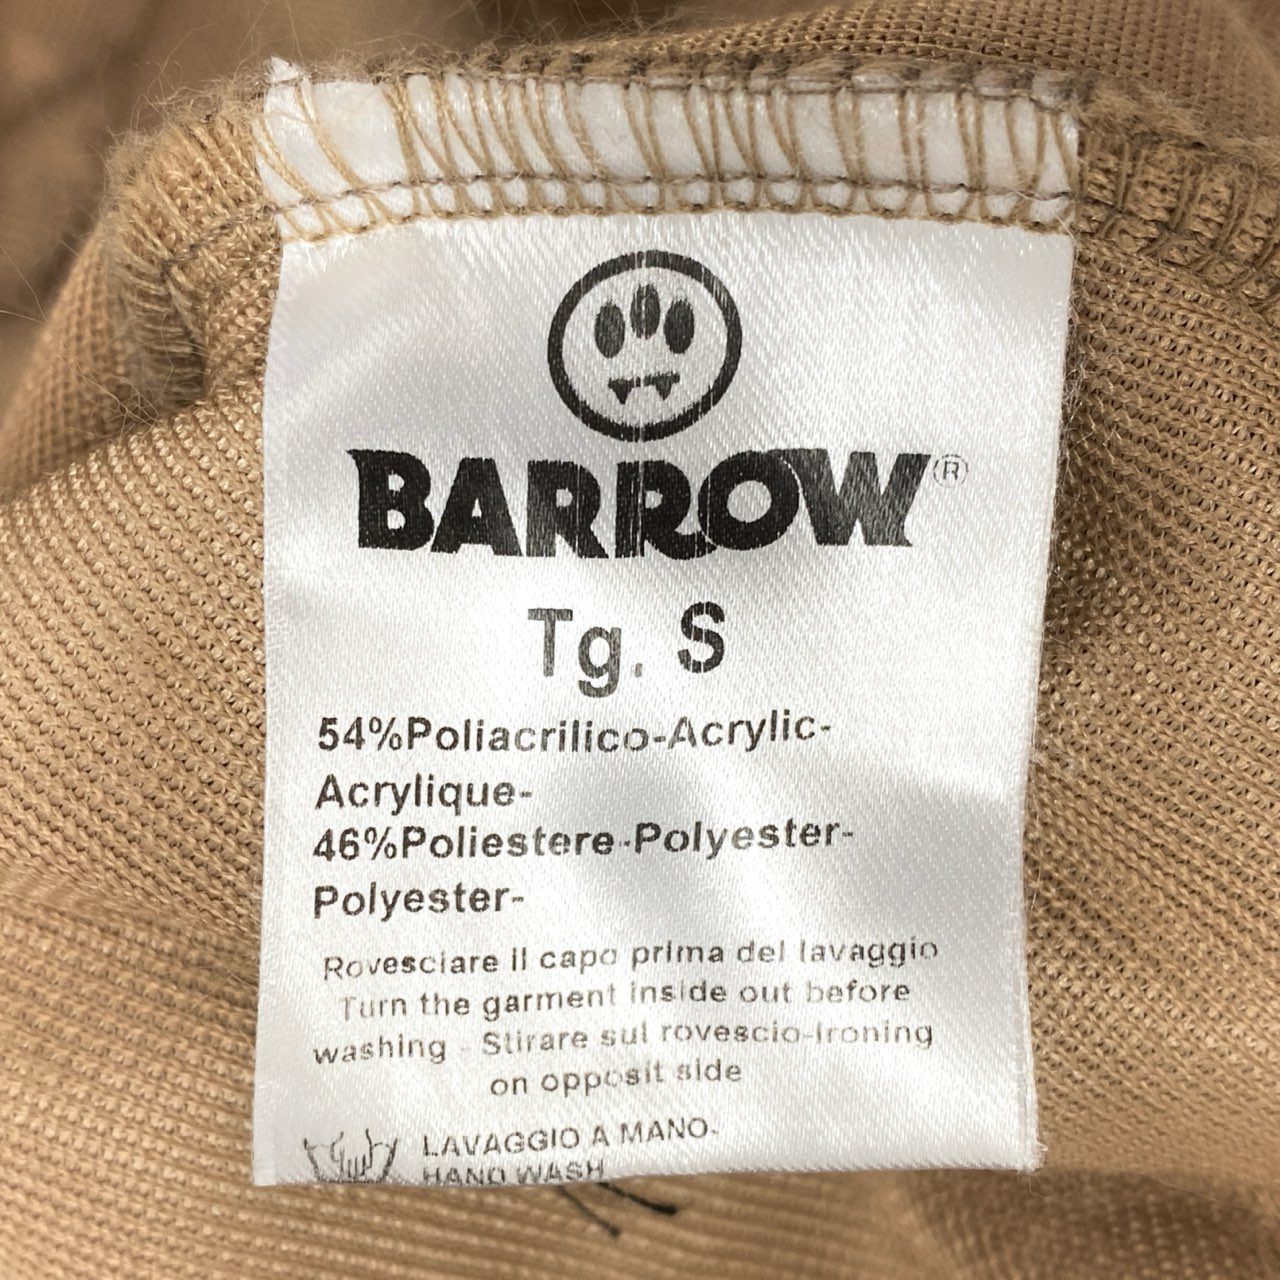 BARROW®
Tg. S
54%Poliacrilico-Acrylic-
Acrylique-
46%Poliestere-Polyester-
Polyester-
Rovesciare il capo prima del lavaggio
Turn the garment inside out before
washing - Stirare sul rovescio-Ironing
on opposit side
LAVAGGIO A MANO-
HAND WASH